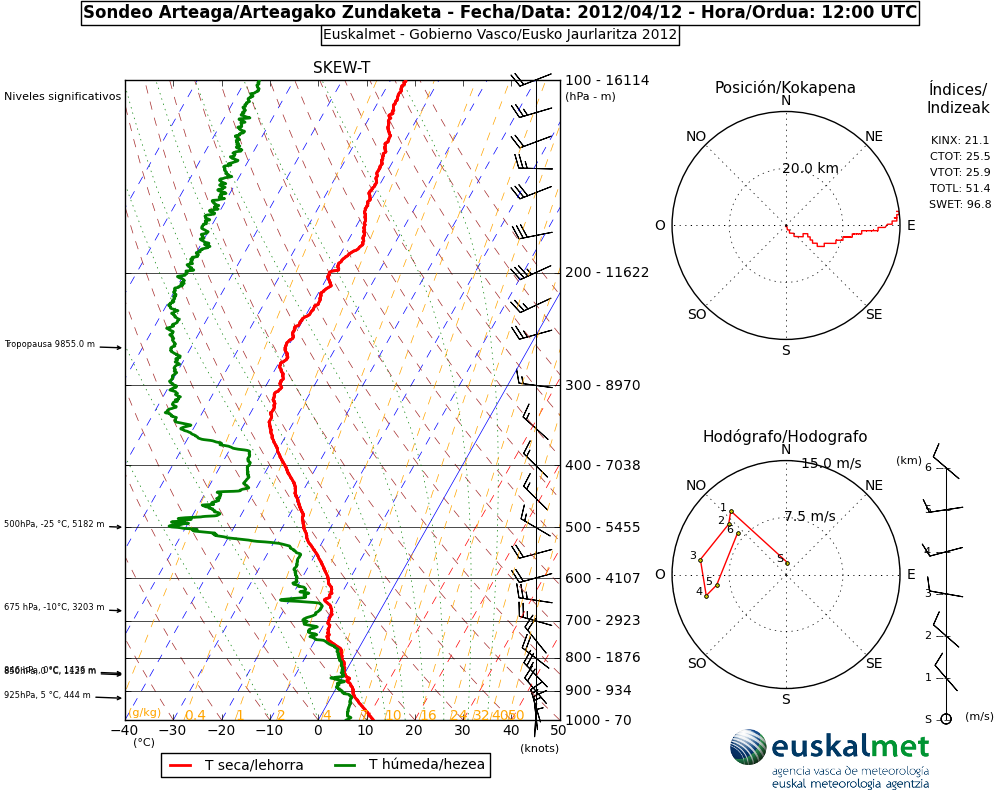 Sondeo Arteaga/Arteagako Zundaketa - Fecha/Data: 2012/04/12 - Hora/Ordua: 12:00 UTC
Euskalmet - Gobierno Vasco/Eusko Jaurlaritza 2012
SKEW-T
Niveles significativos
Tropopausa 9855.0 m
500hPa, -25 °C, 5182 m
675 hPa, -10°C, 3203 m
925hPa, 5 °C, 444 m
100 - 16114
(hPa - m)
200 - 11622
300 - 8970
400 - 7038
500 - 5455
600 - 4107
700 - 2923
800 - 1876
900 - 934
1000 - 70
(g/kg) 0.4 1 2 4 10 16 24 32 40 50
−40 −30 −20 −10 0 10 20 30 40 50
(°C)
(knots)
T seca/lehorra
T húmeda/hezea
Posición/Kokapena
N
NO NE
20.0 km
O E
SO SE
S
Índices/
Indizeak
KINX: 21.1
CTOT: 25.5
VTOT: 25.9
TOTL: 51.4
SWET: 96.8
Hodógrafo/Hodografo
N
15.0 m/s
NO NE
7.5 m/s
1
2
6
S
3
5
4
O E
SO SE
S
(km)
6
5
4
3
2
1
S
(m/s)
euskalmet
agencia vasca de meteorología
euskal meteorologia agentzia